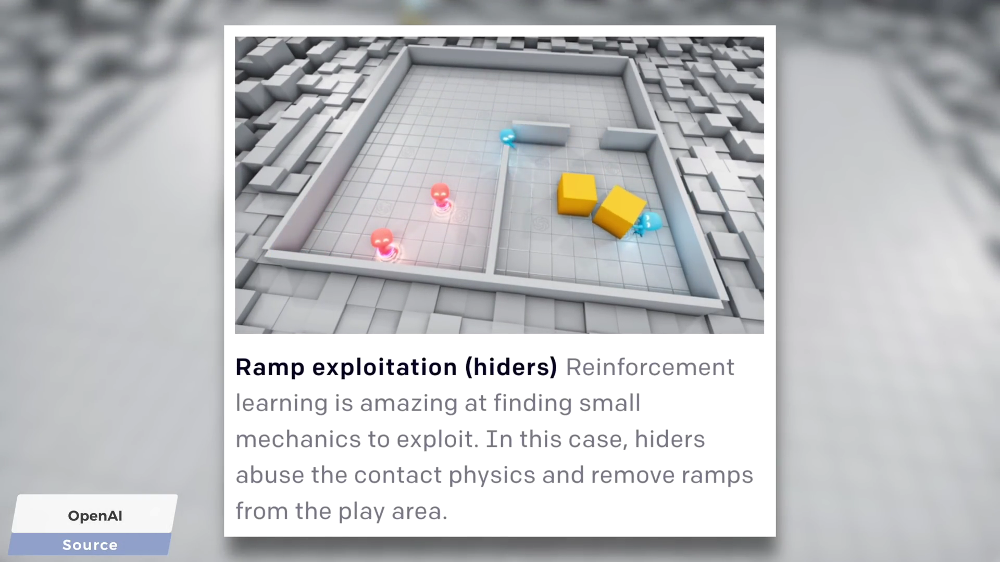 Ramp exploitation (hiders) Reinforcement
learning is amazing at finding small
mechanics to exploit. In this case, hiders
abuse the contact physics and remove ramps
from the play area.
OpenAI
Source